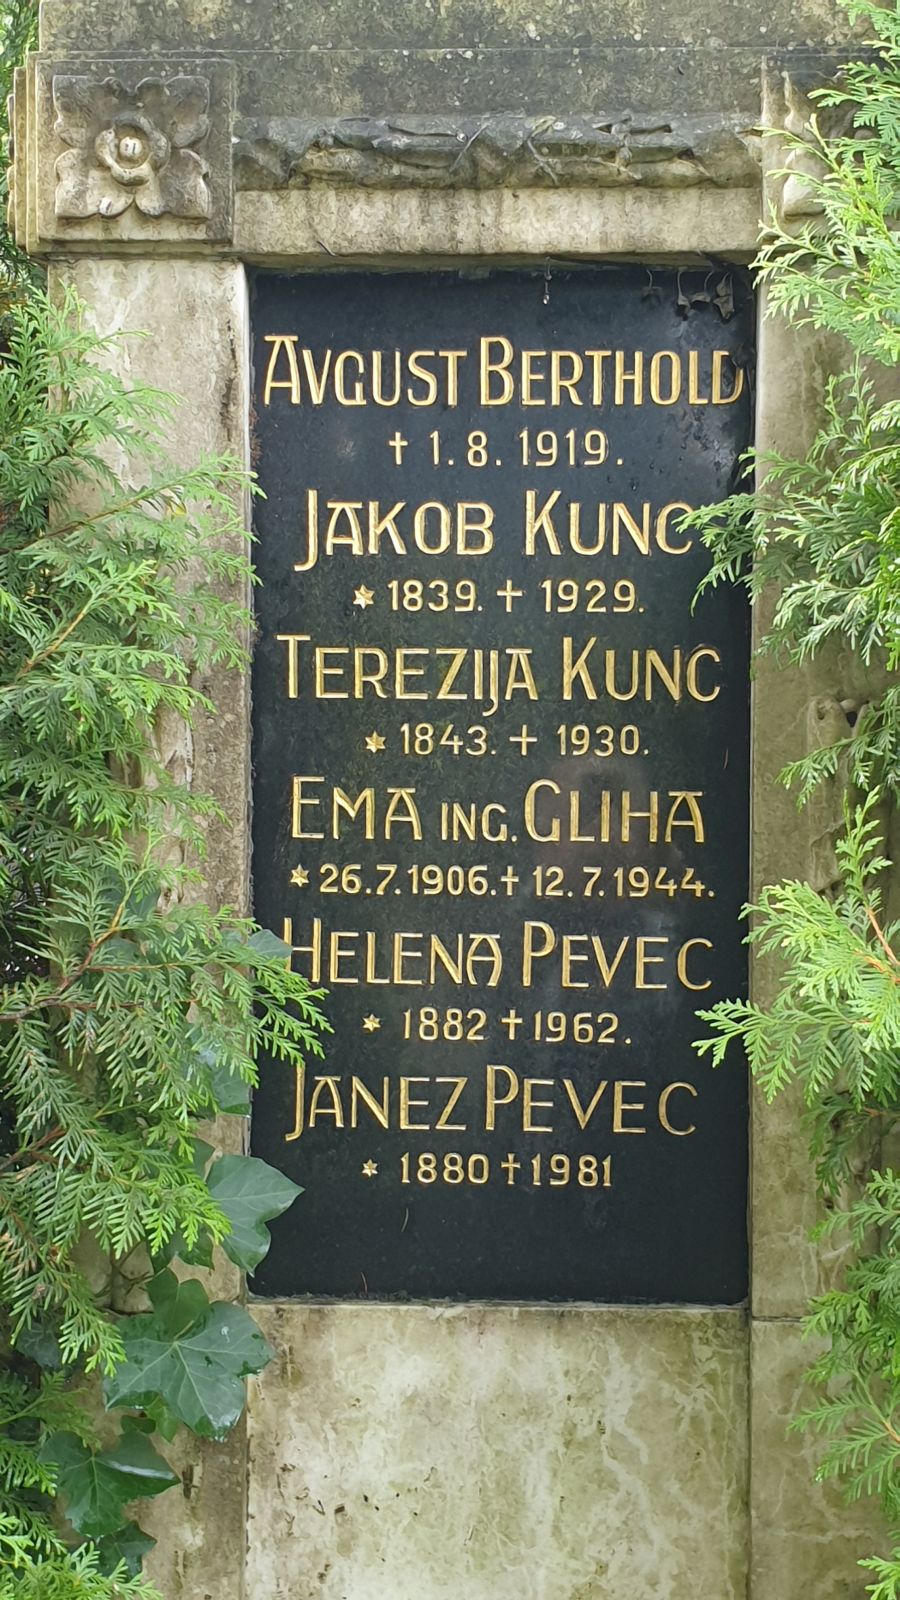 AVGUST BERTHOLD
✝ 1.8.1919.
JAKOB KUNC
* 1839. ✝ 1929.
TEREZIJA KUNC
* 1843. ✝ 1930.
EMA ING. GLIHA
* 26.7.1906. ✝ 12.7.1944.
HELENA PEVEC
* 1882 ✝ 1962.
JANEZ PEVEC
* 1880 ✝ 1981